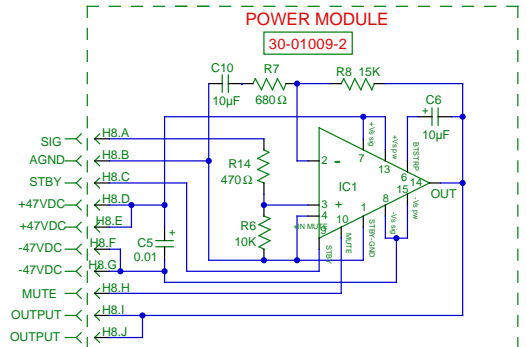 POWER MODULE
30-01009-2
C10
10µF
R7
680Ω
R8 15K
C6
+
10µF
SIG
H8.A
AGND
H8.B
STBY
H8.C
+47VDC
H8.D
+47VDC
H8.E
-47VDC
H8.F
-47VDC
H8.G
MUTE
H8.H
OUTPUT
H8.I
OUTPUT
H8.J
R14
470Ω
R6
10K
C5
0.01
+
+Vs sig
+Vs pw
BTSTRP
7
13
6
2
-
IC1
15
14
OUT
3
+
4
10
1
8
9
+IN MUTE
STBY
MUTE
STBY-GND
-Vs sig
-Vs pw